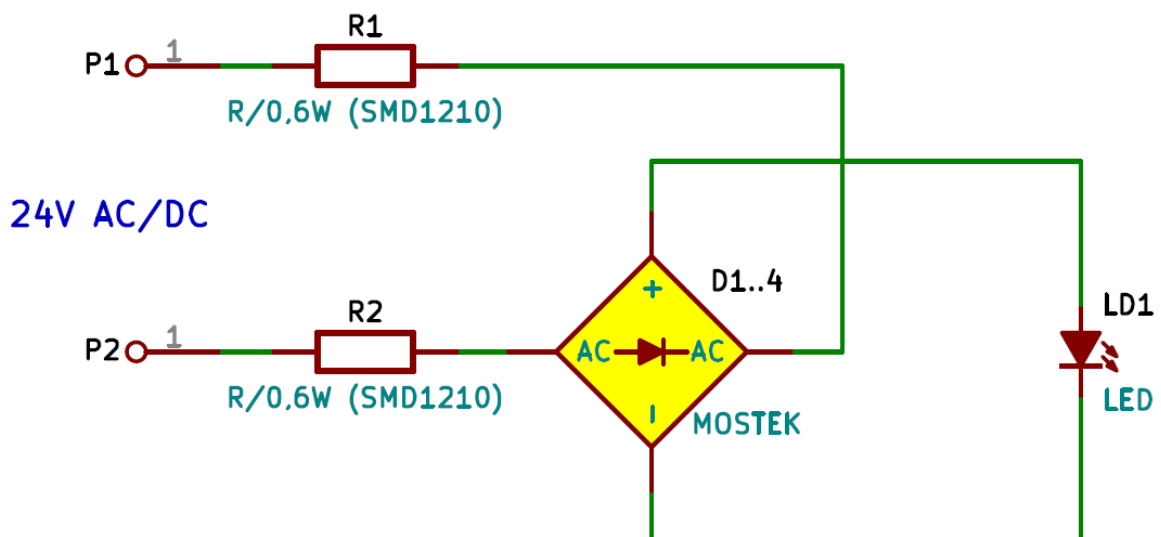 R1
P1 1
R/0,6W (SMD1210)
24V AC/DC
+
D1..4
R2
LD1
P2 1
AC AC
R/0,6W (SMD1210)
LED
-
MOSTEK